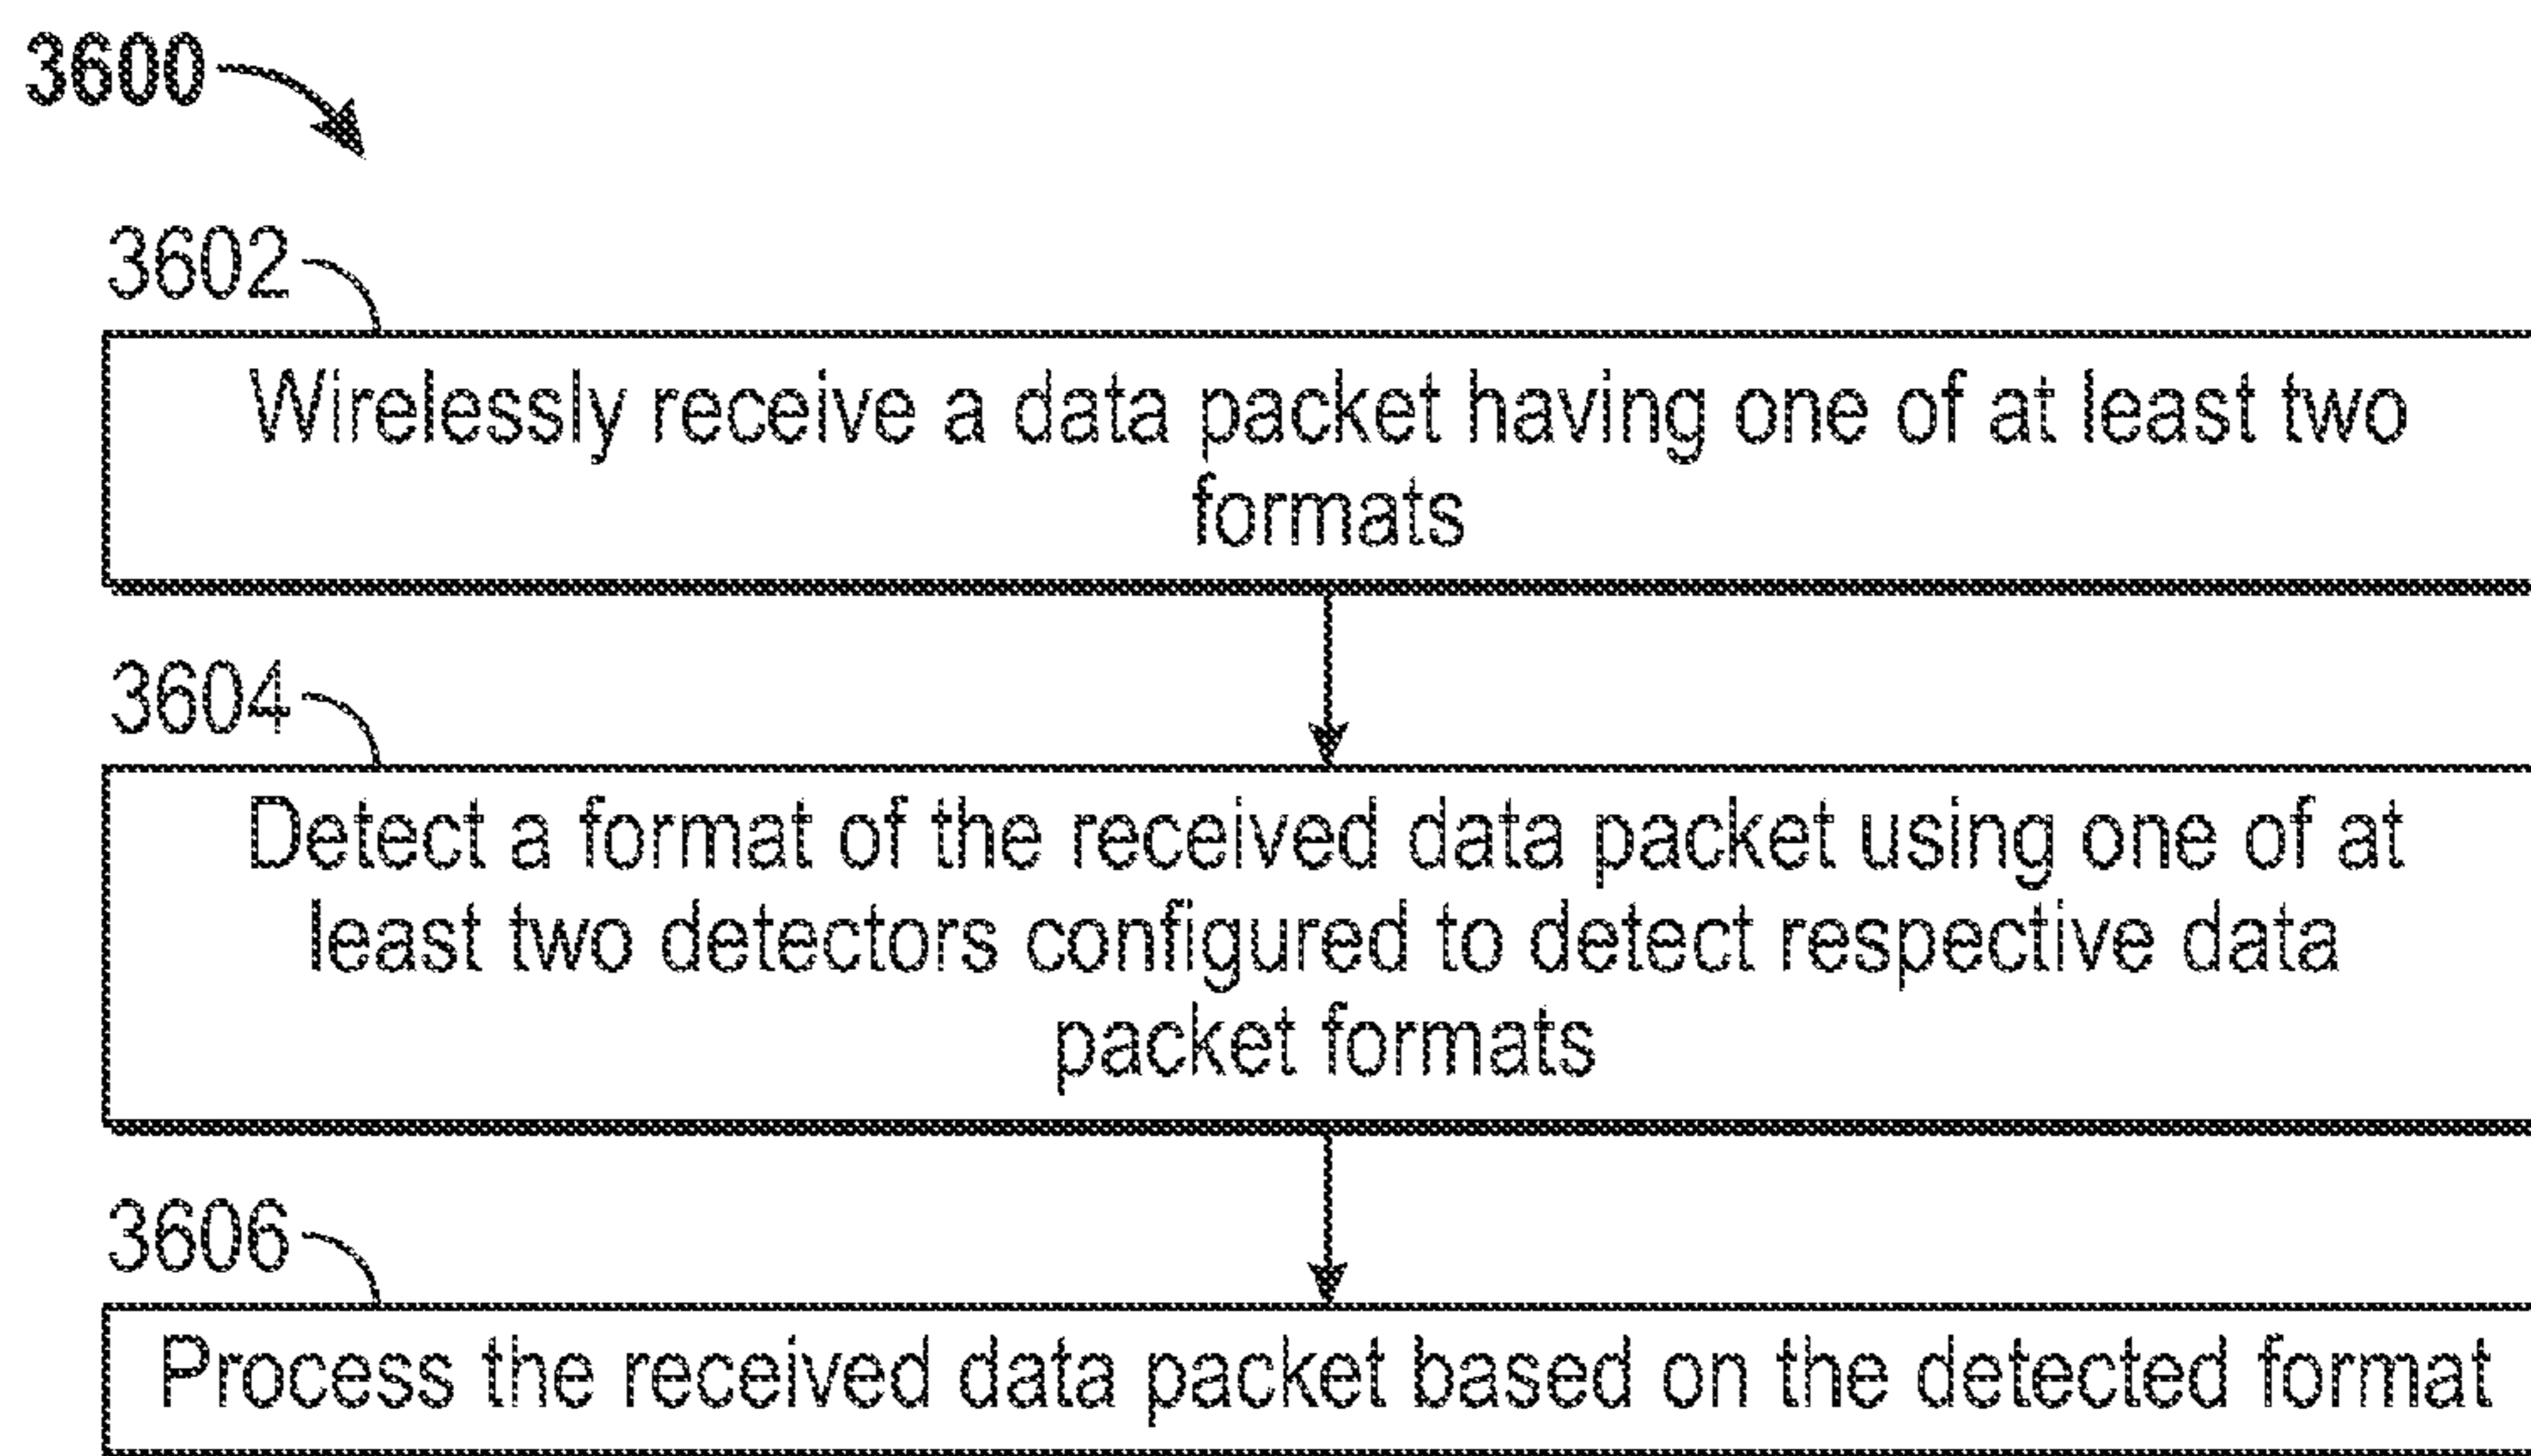 3600
3602
Wirelessly receive a data packet having one of at least two
formats
3604
Detect a format of the received data packet using one of at
least two detectors configured to detect respective data
packet formats
3606
Process the received data packet based on the detected format